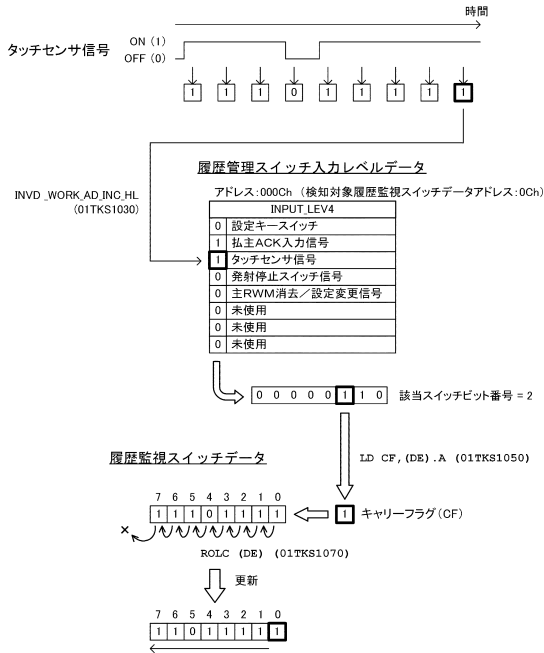 時間
タッチセンサ信号
ON (1)
OFF (0)
1 1 1 0 1 1 1 1 1
履歴管理スイッチ入力レベルデータ
アドレス:000Ch (検知対象履歴監視スイッチデータアドレス:0Ch)
INVD _WORK_AD_INC_HL
(01TKS1030)
INPUT_LEV4
0 設定キースイッチ
1 払主ACK入力信号
1 タッチセンサ信号
0 発射停止スイッチ信号
0 主RWM消去/設定変更信号
0 未使用
0 未使用
0 未使用
0 0 0 0 0 1 1 0 該当スイッチビット番号 = 2
LD CF,(DE).A (01TKS1050)
履歴監視スイッチデータ
7 6 5 4 3 2 1 0
1 1 1 0 1 1 1 1
1 キャリーフラグ(CF)
×
ROLC (DE) (01TKS1070)
更新
7 6 5 4 3 2 1 0
1 1 0 1 1 1 1 1